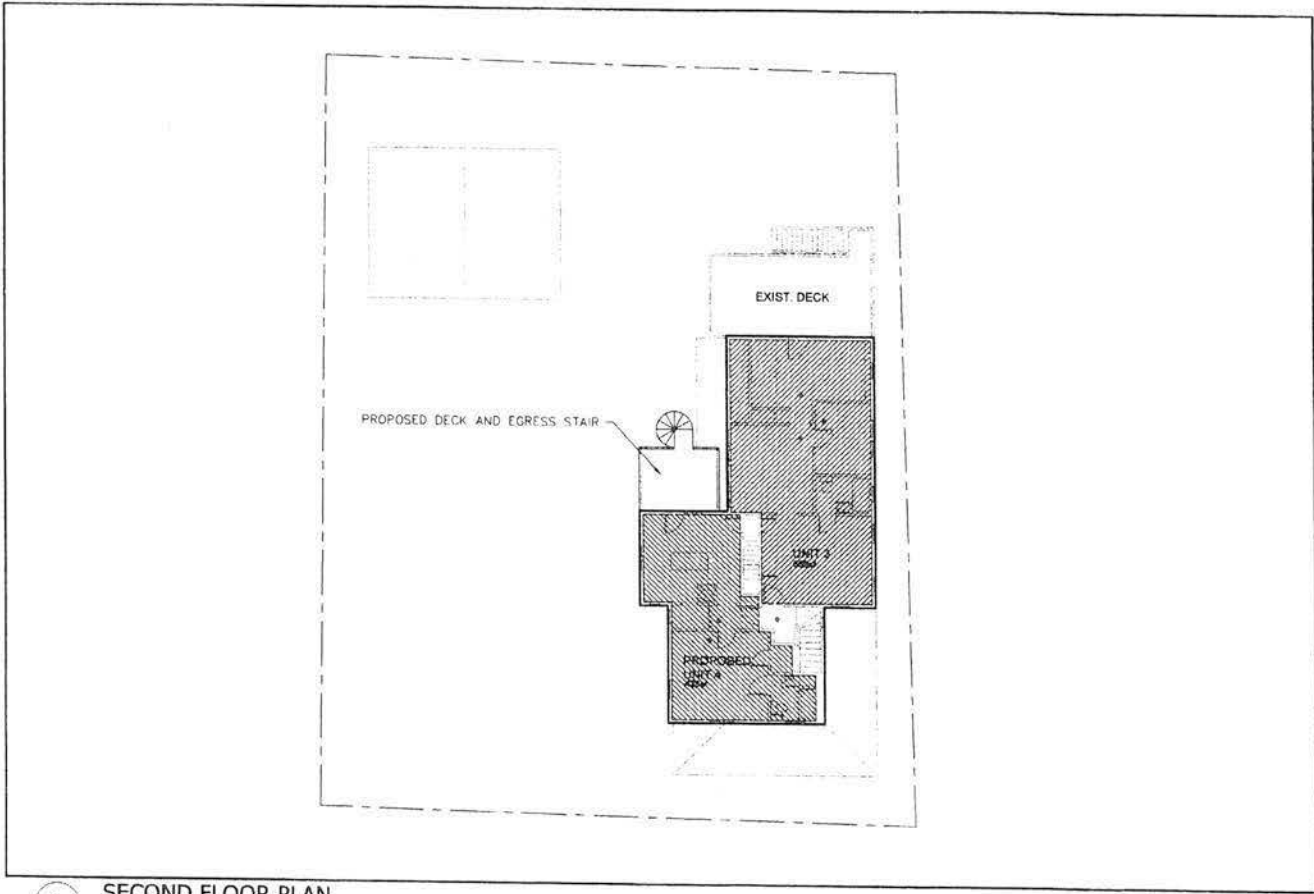 EXIST. DECK
PROPOSED DECK AND EGRESS STAIR
UNIT 3
PROPOSED
UNIT 4
SECOND FLOOR PLAN